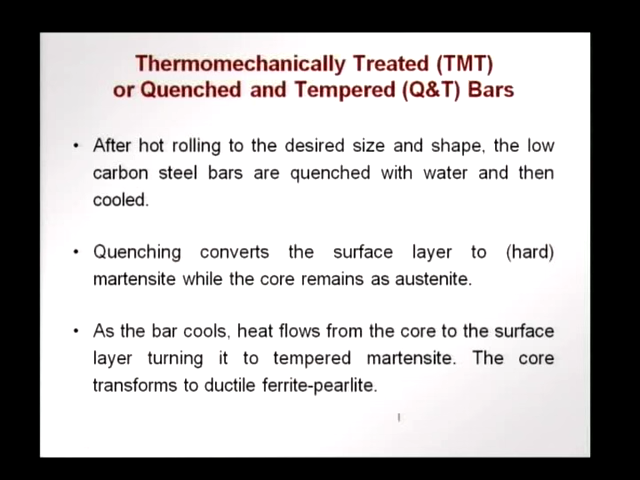 Thermomechanically Treated (TMT)
or Quenched and Tempered (Q&T) Bars
• After hot rolling to the desired size and shape, the low
carbon steel bars are quenched with water and then
cooled.
• Quenching converts the surface layer to (hard)
martensite while the core remains as austenite.
• As the bar cools, heat flows from the core to the surface
layer turning it to tempered martensite. The core
transforms to ductile ferrite-pearlite.